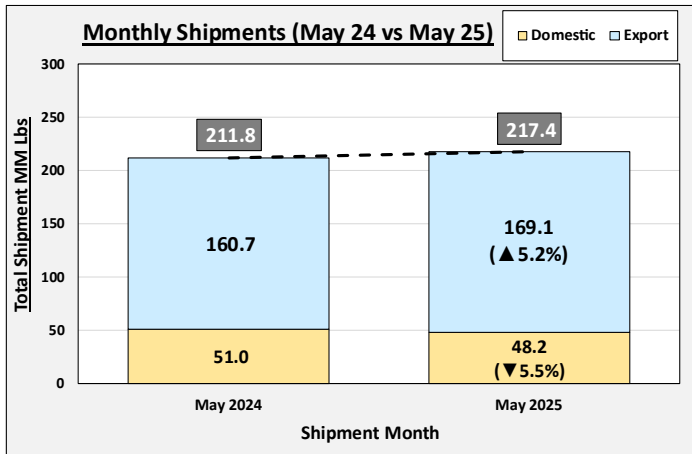 Monthly Shipments (May 24 vs May 25)
Domestic
Export
Total Shipment MM Lbs
300
250
200
150
100
50
0
211.8
217.4
160.7
169.1
(▲5.2%)
51.0
48.2
(▼5.5%)
May 2024
May 2025
Shipment Month